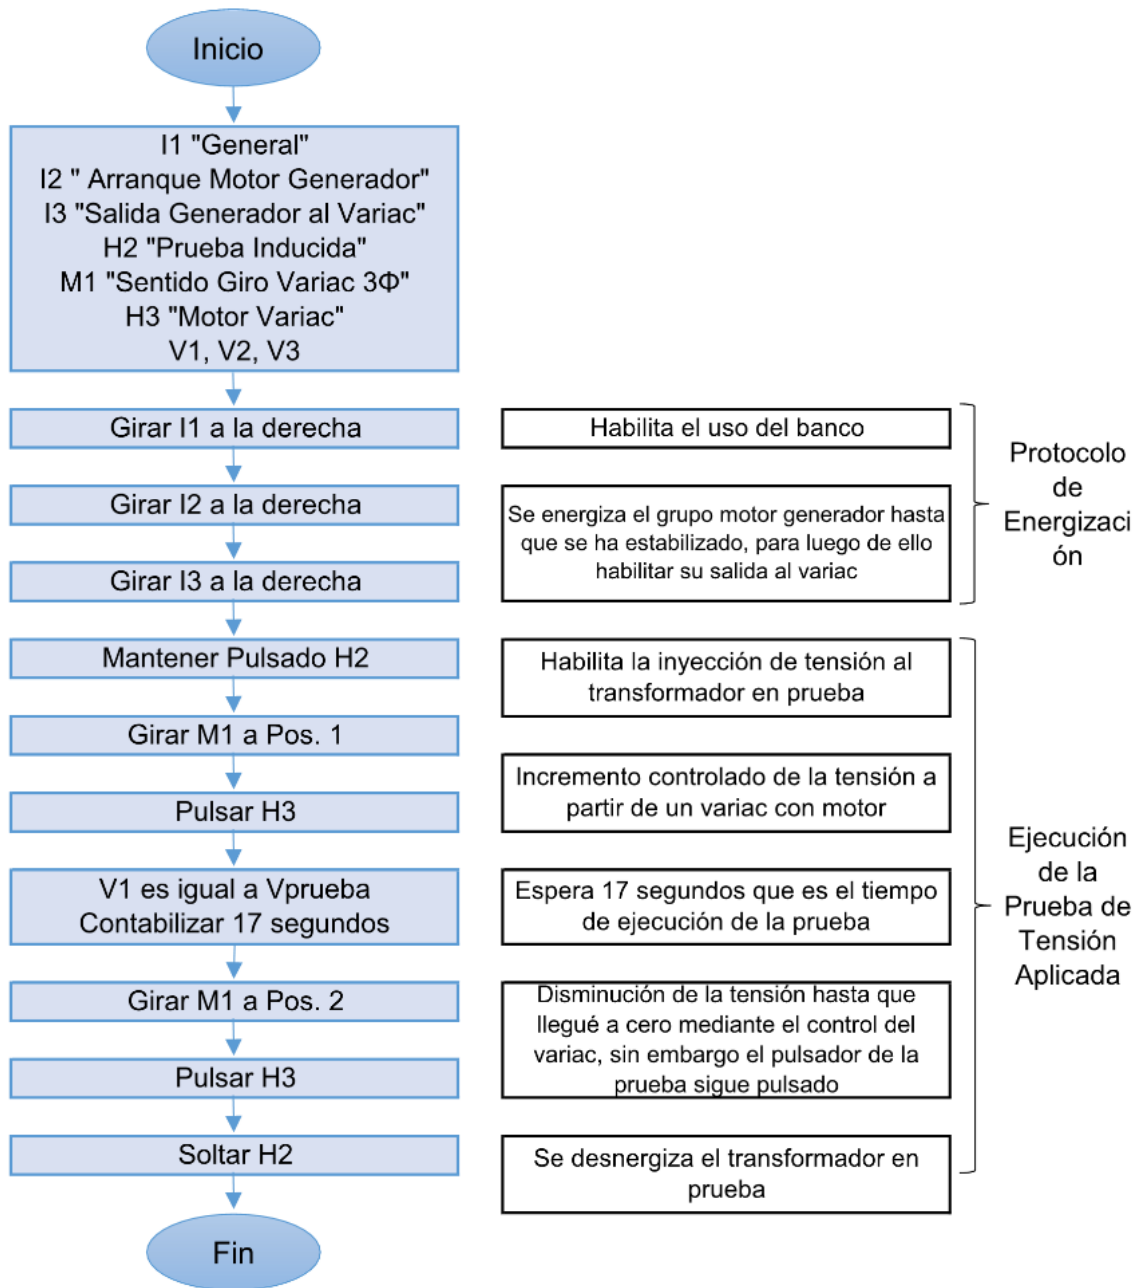 Inicio
I1 "General"
I2 " Arranque Motor Generador"
I3 "Salida Generador al Variac"
H2 "Prueba Inducida"
M1 "Sentido Giro Variac 3Φ"
H3 "Motor Variac"
V1, V2, V3
Girar I1 a la derecha
Habilita el uso del banco
Girar I2 a la derecha
Girar I3 a la derecha
Se energiza el grupo motor generador hasta
que se ha estabilizado, para luego de ello
habilitar su salida al variac
Protocolo
de
Energizaci
ón
Mantener Pulsado H2
Habilita la inyección de tensión al
transformador en prueba
Girar M1 a Pos. 1
Pulsar H3
Incremento controlado de la tensión a
partir de un variac con motor
V1 es igual a Vprueba
Contabilizar 17 segundos
Espera 17 segundos que es el tiempo
de ejecución de la prueba
Girar M1 a Pos. 2
Pulsar H3
Disminución de la tensión hasta que
llegué a cero mediante el control del
variac, sin embargo el pulsador de la
prueba sigue pulsado
Soltar H2
Se desnergiza el transformador en
prueba
Ejecución
de la
Prueba de
Tensión
Aplicada
Fin